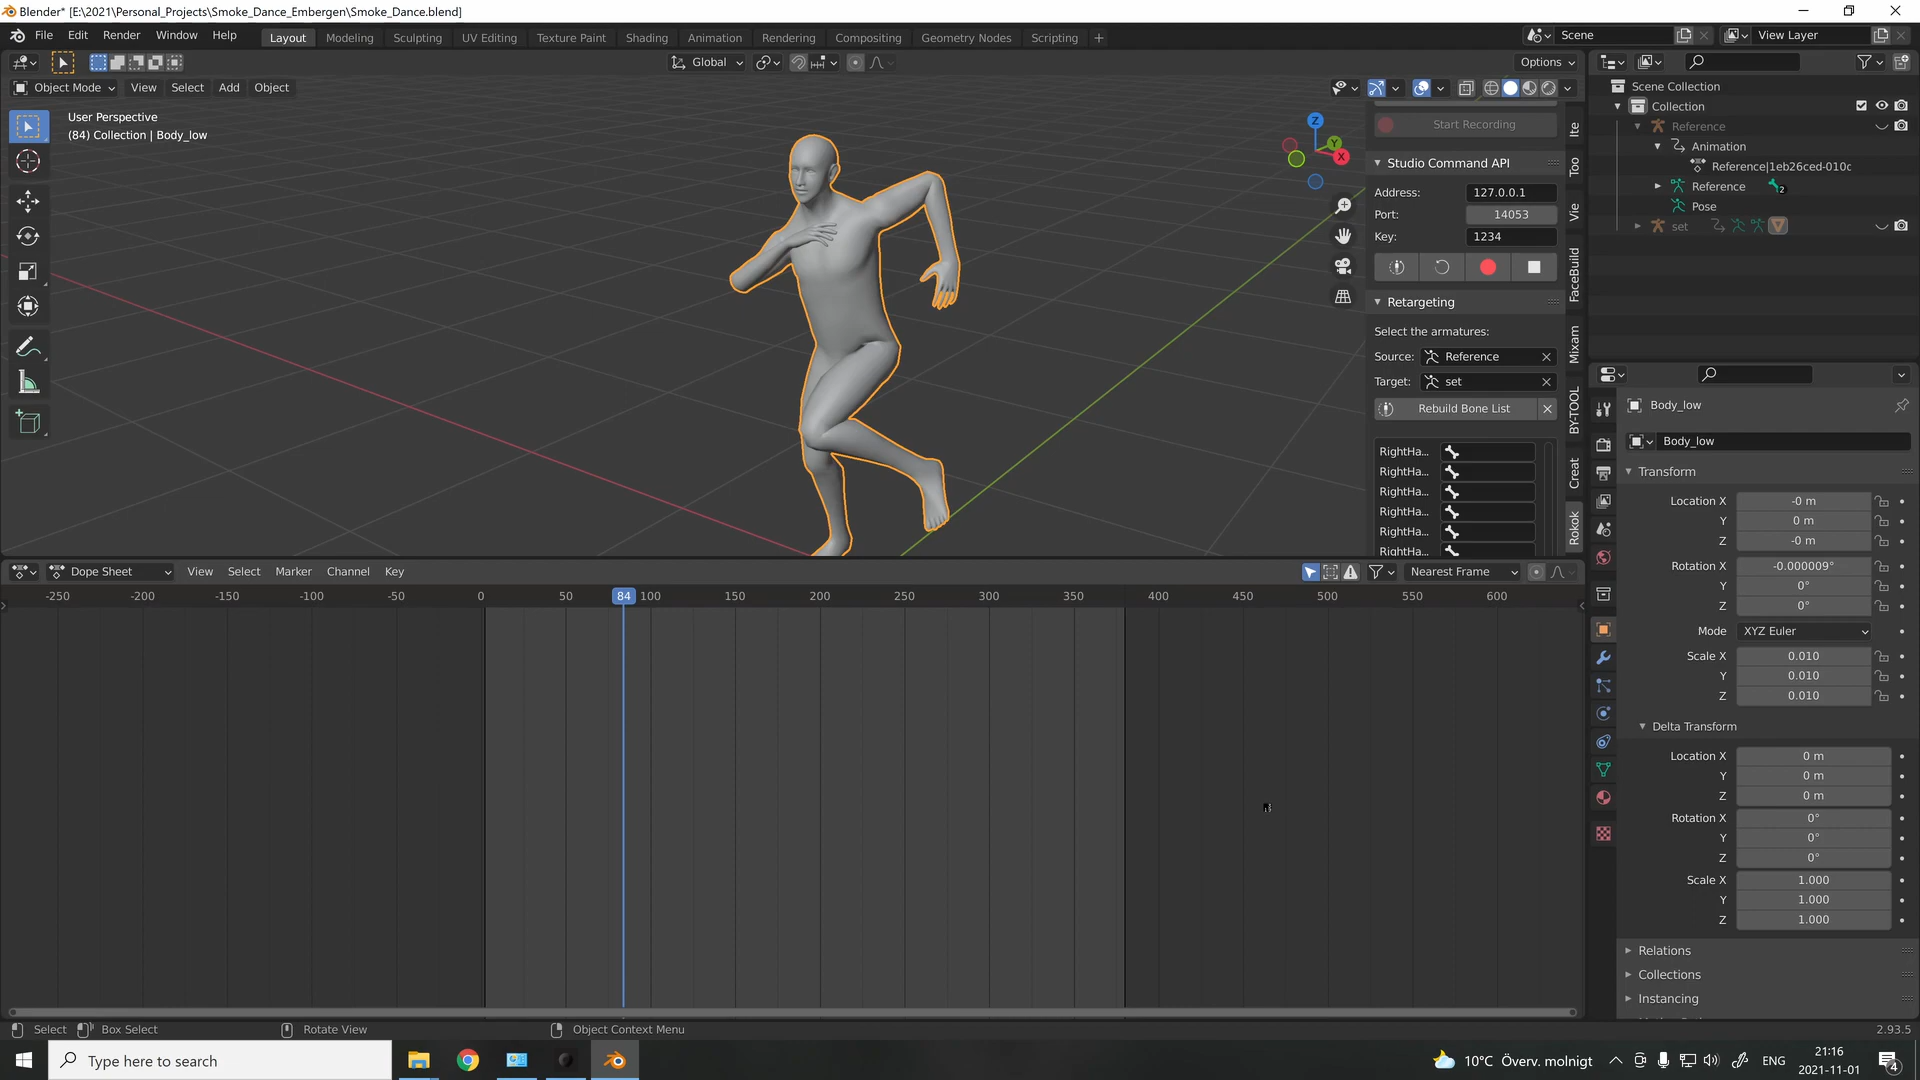 Blender* [E:\2021\Personal_Projects\Smoke_Dance_Embergen\Smoke_Dance.blend]
File Edit Render Window Help Layout Modeling Sculpting UV Editing Texture Paint Shading Animation Rendering Compositing Geometry Nodes Scripting + Scene View Layer
Global Options
Object Mode View Select Add Object
User Perspective
(84) Collection | Body_low
Z
Y
X
Start Recording
Studio Command API
Address: 127.0.0.1
Port: 14053
Key: 1234
Retargeting
Select the armatures:
Source: Reference
Target: set
Rebuild Bone List
RightHa...
RightHa...
RightHa...
RightHa...
RightHa...
RightHa...
Ite
Too
Vie
FaceBuild
Mixam
BY-TOOL
Creat
Rokok
Scene Collection
Collection
Reference
Animation
Reference|1eb26ced-010c
Reference 2
Pose
set
Body_low
Body_low
Transform
Location X -0 m
Y 0 m
Z -0 m
Rotation X -0.000009°
Y 0°
Z 0°
Mode XYZ Euler
Scale X 0.010
Y 0.010
Z 0.010
Delta Transform
Location X 0 m
Y 0 m
Z 0 m
Rotation X 0°
Y 0°
Z 0°
Scale X 1.000
Y 1.000
Z 1.000
Relations
Collections
Instancing
Dope Sheet View Select Marker Channel Key Nearest Frame
-250 -200 -150 -100 -50 0 50 84 100 150 200 250 300 350 400 450 500 550 600
Select Box Select Rotate View Object Context Menu 2.93.5
Type here to search
10°C Överv. molnigt ENG
21:16
2021-11-01
4